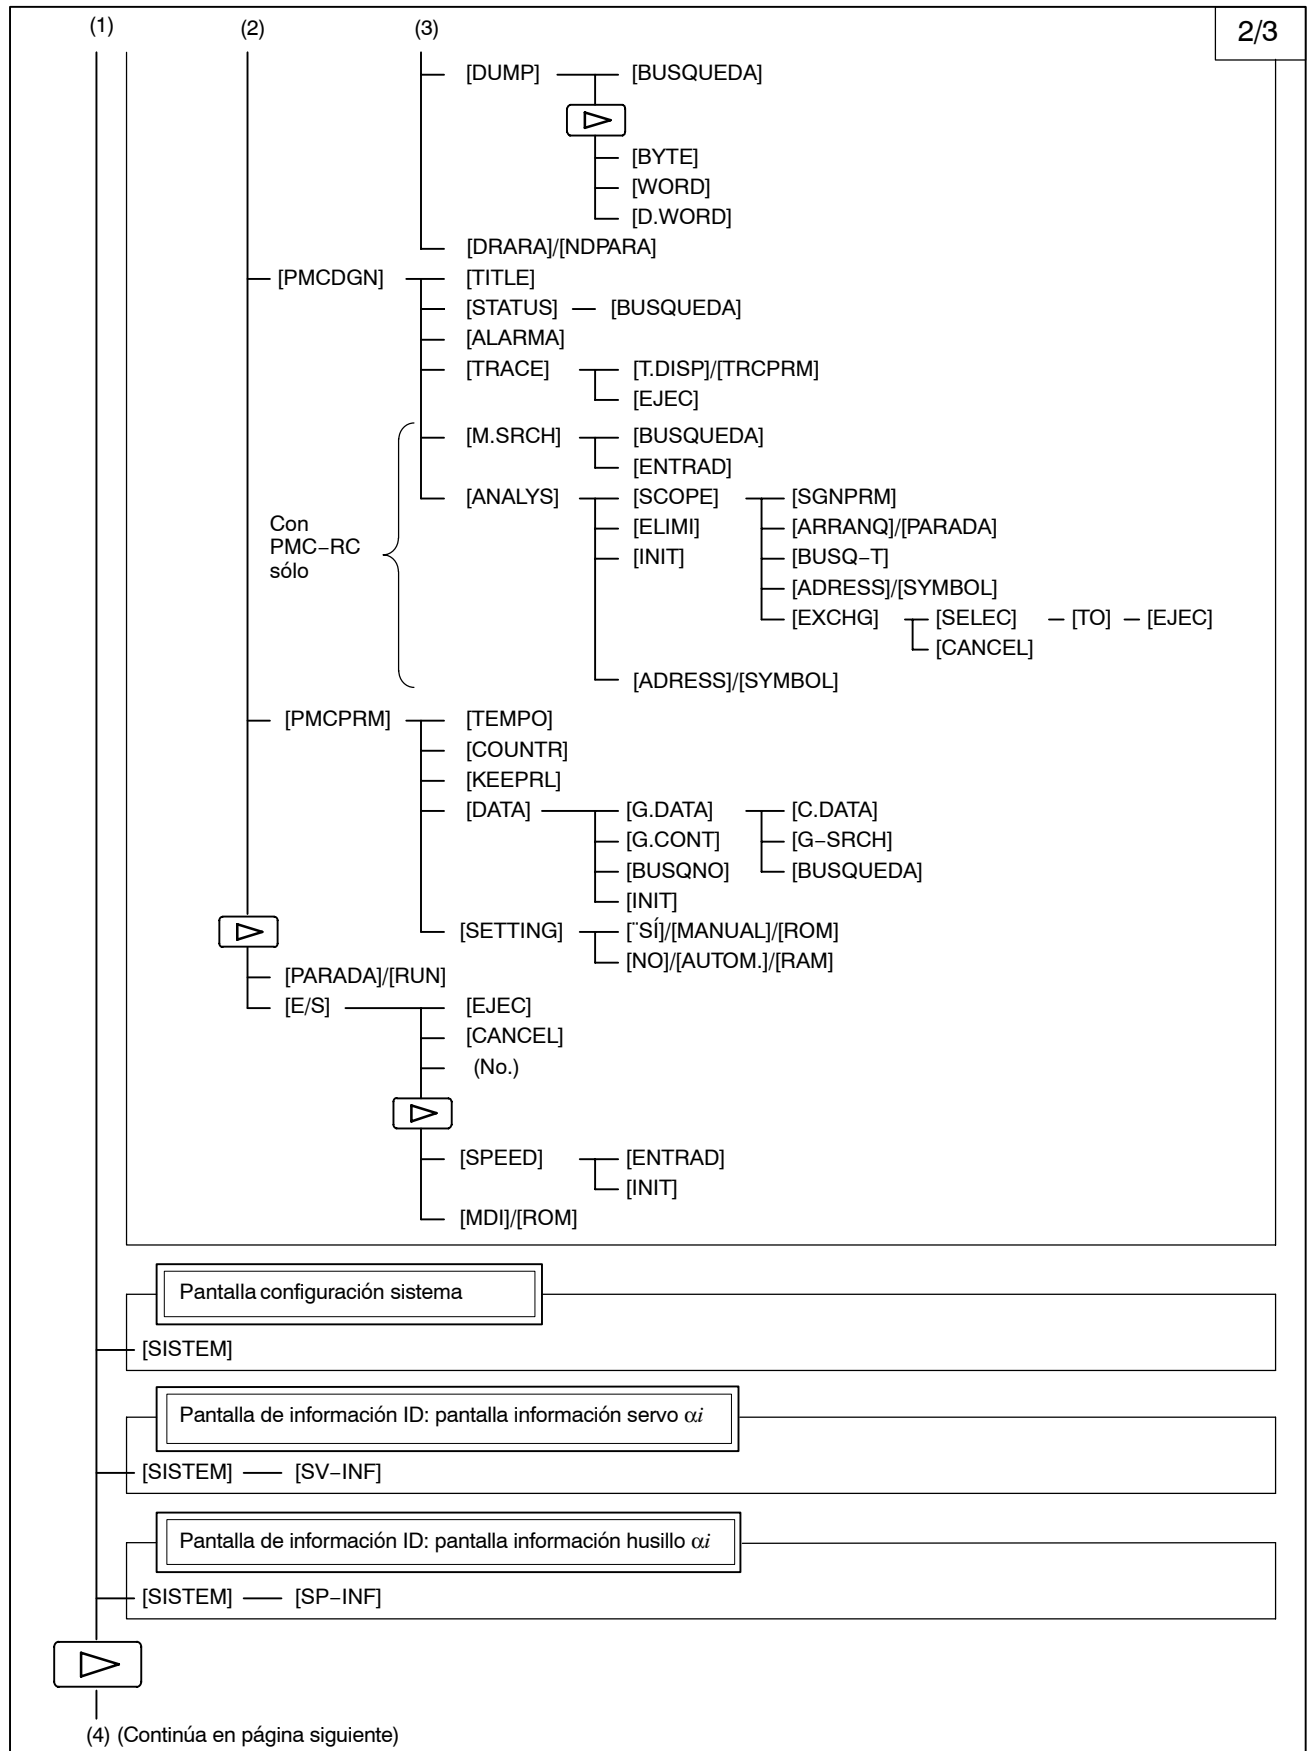 (1) (2) (3) 2/3
[DUMP] [BUSQUEDA]
[BYTE]
[WORD]
[D.WORD]
[DRARA]/[NDPARA]
[PMCDGN] [TITLE]
[STATUS] [BUSQUEDA]
[ALARMA]
[TRACE] [T.DISP]/[TRCPRM]
[EJEC]
[M.SRCH] [BUSQUEDA]
[ENTRAD]
[ANALYS] [SCOPE] [SGNPRM]
Con
PMC−RC
sólo
[ELIMI] [ARRANQ]/[PARADA]
[INIT] [BUSQ−T]
[ADRESS]/[SYMBOL]
[EXCHG] [SELEC] [TO] [EJEC]
[CANCEL]
[ADRESS]/[SYMBOL]
[PMCPRM] [TEMPO]
[COUNTR]
[KEEPRL]
[DATA] [G.DATA] [C.DATA]
[G.CONT] [G−SRCH]
[BUSQNO] [BUSQUEDA]
[INIT]
[SETTING] [¨SÍ]/[MANUAL]/[ROM]
[NO]/[AUTOM.]/[RAM]
[PARADA]/[RUN]
[E/S] [EJEC]
[CANCEL]
(No.)
[SPEED] [ENTRAD]
[INIT]
[MDI]/[ROM]
Pantalla configuración sistema
[SISTEM]
Pantalla de información ID: pantalla información servo αi
[SISTEM] [SV−INF]
Pantalla de información ID: pantalla información husillo αi
[SISTEM] [SP−INF]
(4) (Continúa en página siguiente)